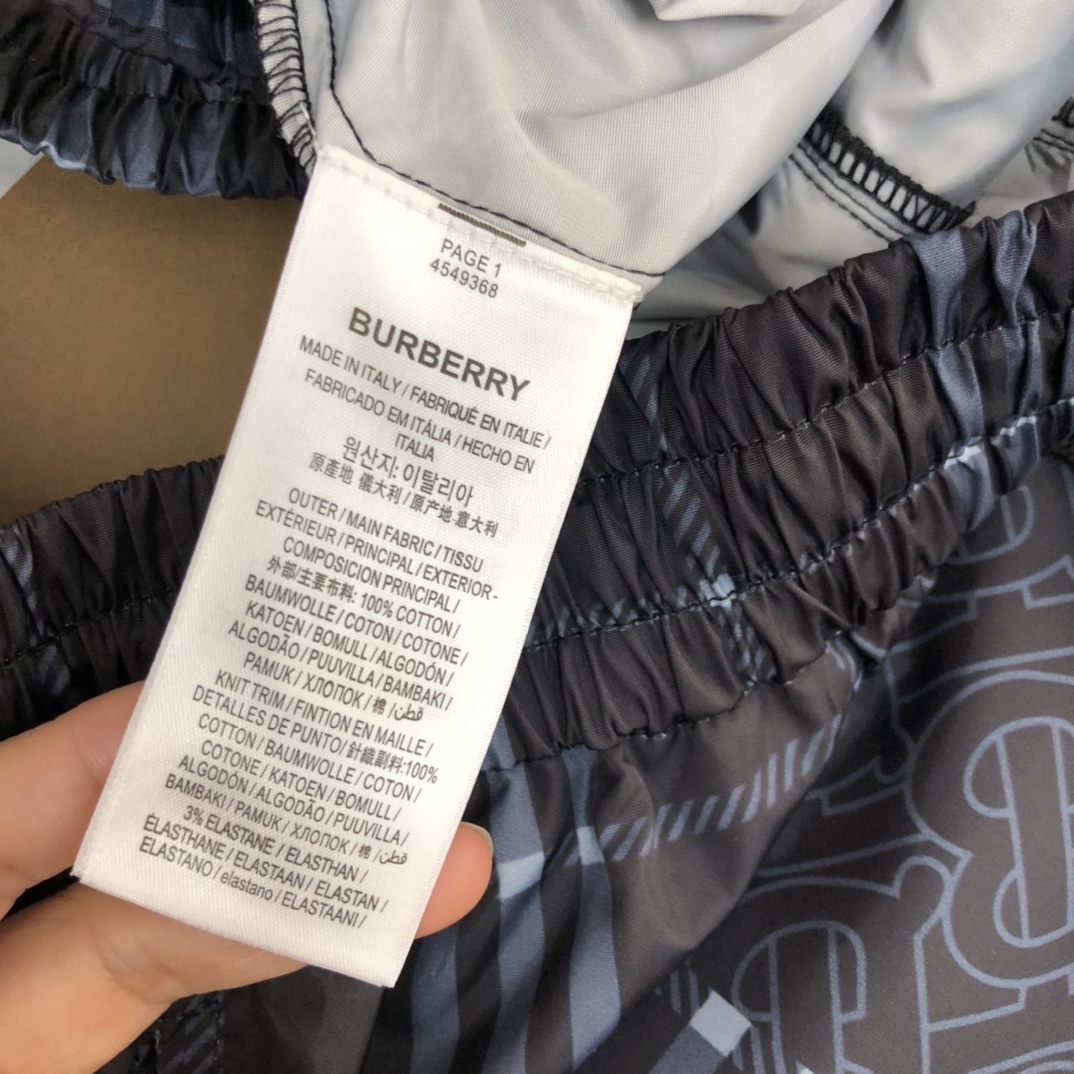 PAGE 1
4549368
BURBERRY
MADE IN ITALY / FABRIQUÉ EN ITALIE /
FABRICADO EM ITÁLIA / HECHO EN
ITALIA
원산지: 이탈리아
原產地 儀大利 / 原产地:意大利
OUTER / MAIN FABRIC / TISSU
EXTÉRIEUR / PRINCIPAL / EXTERIOR-
COMPOSICION PRINCIPAL /
外部/主要布料: 100% COTTON /
BAUMWOLLE / COTON / COTONE /
KATOEN / BOMULL / ALGODÓN /
ALGODÃO / PUUVILLA / BAMBAKI /
PAMUK / ХЛОПОК / 棉 / قطن
KNIT TRIM / FINTION EN MAILLE /
DETALLES DE PUNTO/ 針織副料:100%
COTTON / BAUMWOLLE / COTON /
COTONE / KATOEN / BOMULL /
ALGODÓN / ALGODÃO / PUUVILLA /
BAMBAKI / PAMUK / ХЛОПОК / 棉 / قطن
3% ELASTANE / ELASTHAN /
ÉLASTHANE / ELASTAAN / ELASTAN /
ELASTANO / elastano / ELASTAANI /